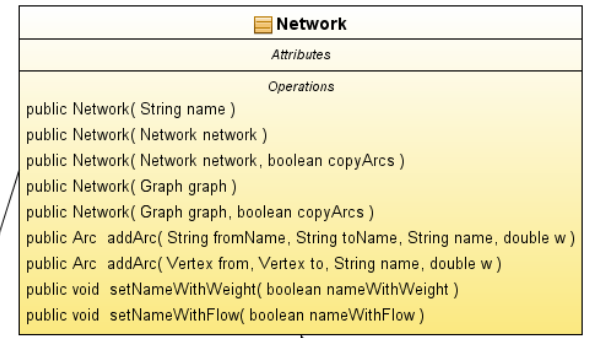 Network
Attributes
Operations
public Network( String name )
public Network( Network network )
public Network( Network network, boolean copyArcs )
public Network( Graph graph )
public Network( Graph graph, boolean copyArcs )
public Arc addArc( String fromName, String toName, String name, double w )
public Arc addArc( Vertex from, Vertex to, String name, double w )
public void setNameWithWeight( boolean nameWithWeight )
public void setNameWithFlow( boolean nameWithFlow )